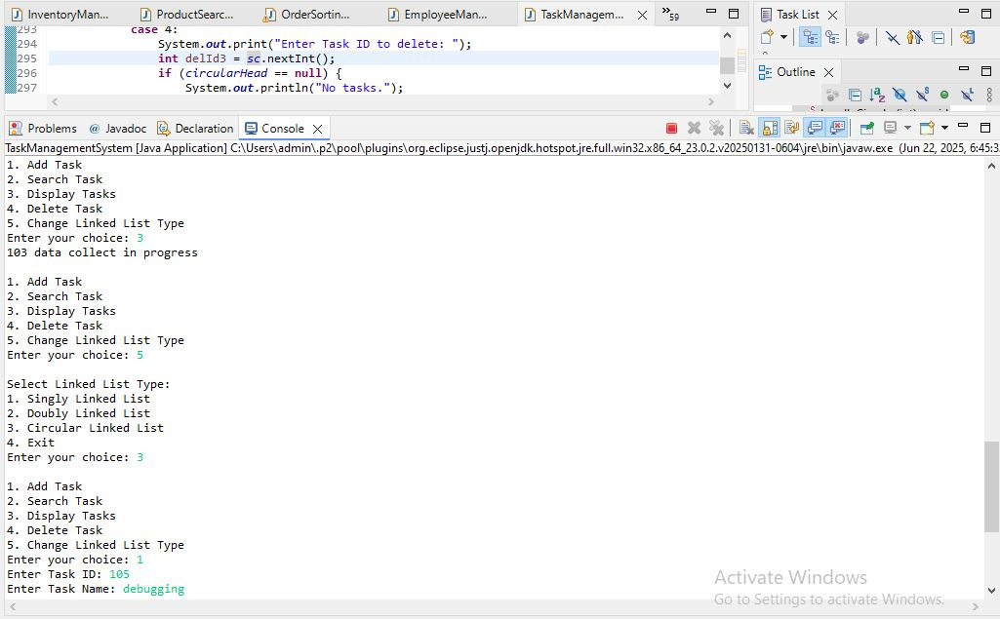 InventoryMan...
ProductSearc...
OrderSortin...
EmployeeMan...
TaskManagem...
59
Task List
293 case 4:
294 System.out.print("Enter Task ID to delete: ");
295 int delId3 = sc.nextInt();
296 if (circularHead == null) {
297 System.out.println("No tasks.");
Outline
Problems @ Javadoc Declaration Console
TaskManagementSystem [Java Application] C:\Users\admin\.p2\pool\plugins\org.eclipse.justj.openjdk.hotspot.jre.full.win32.x86_64_23.0.2.v20250131-0604\jre\bin\javaw.exe (Jun 22, 2025, 6:45:3
1. Add Task
2. Search Task
3. Display Tasks
4. Delete Task
5. Change Linked List Type
Enter your choice: 3
103 data collect in progress
1. Add Task
2. Search Task
3. Display Tasks
4. Delete Task
5. Change Linked List Type
Enter your choice: 5
Select Linked List Type:
1. Singly Linked List
2. Doubly Linked List
3. Circular Linked List
4. Exit
Enter your choice: 3
1. Add Task
2. Search Task
3. Display Tasks
4. Delete Task
5. Change Linked List Type
Enter your choice: 1
Enter Task ID: 105
Enter Task Name: debugging
Activate Windows
Go to Settings to activate Windows.